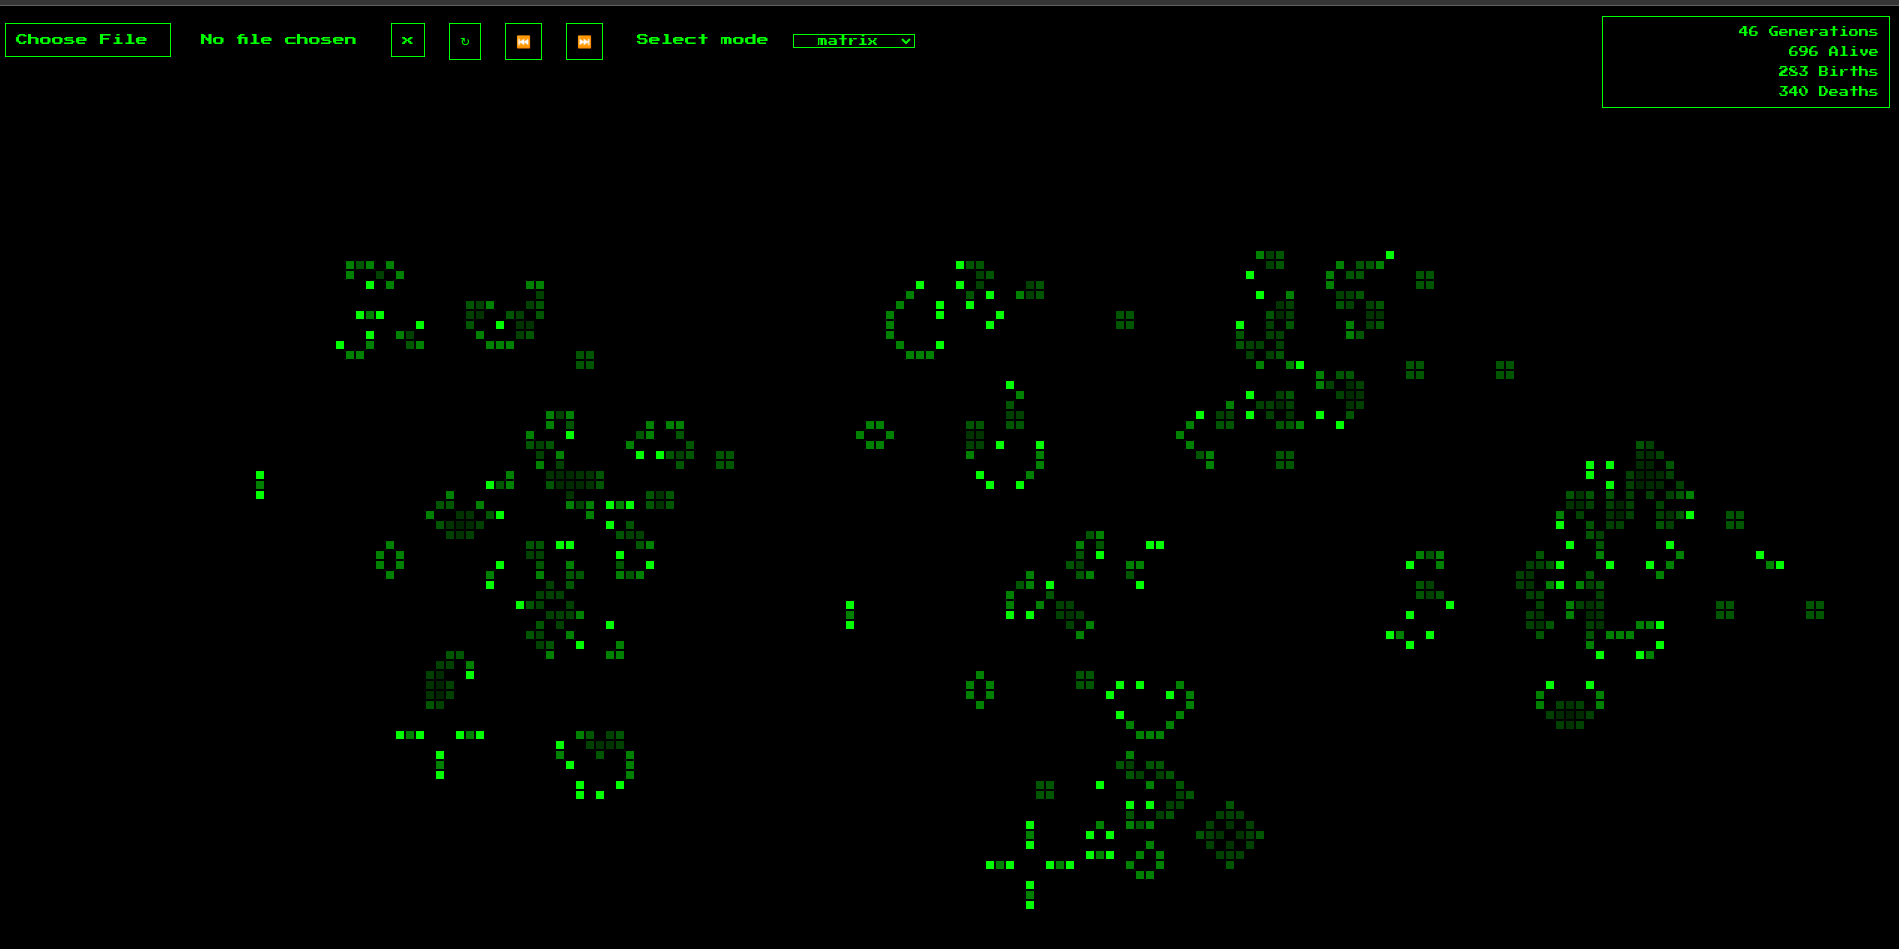 Choose File No file chosen x ↻ ⏪ ⏩ Select mode matrix
46 Generations
696 Alive
283 Births
340 Deaths